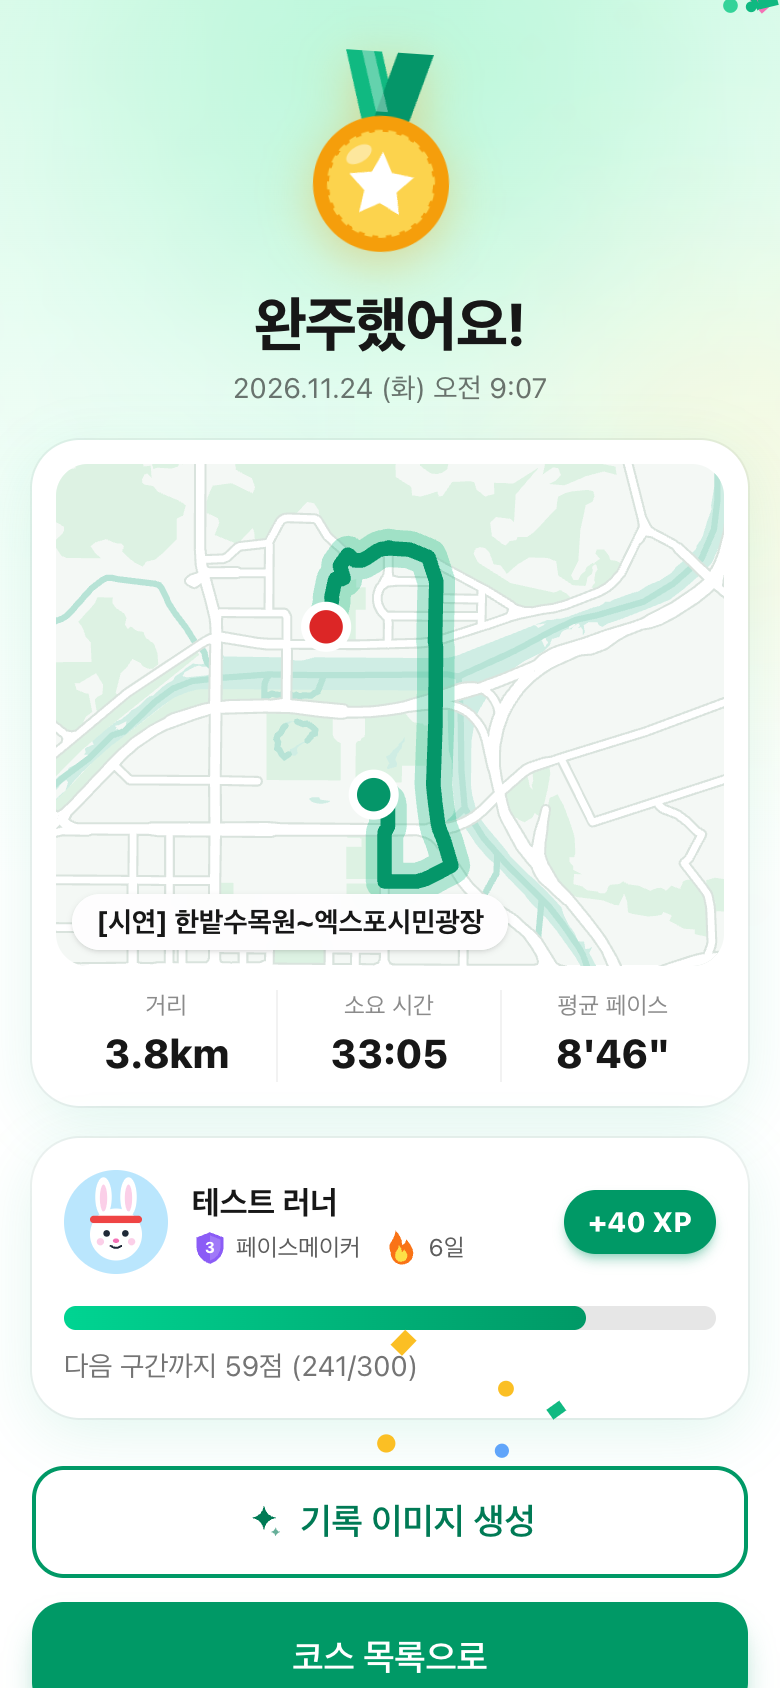 완주했어요!
2026.11.24 (화) 오전 9:07
[시연] 한밭수목원~엑스포시민광장
거리
3.8km
소요 시간
33:05
평균 페이스
8'46"
테스트 러너
3 페이스메이커 6일
+40 XP
다음 구간까지 59점 (241/300)
기록 이미지 생성
코스 목록으로